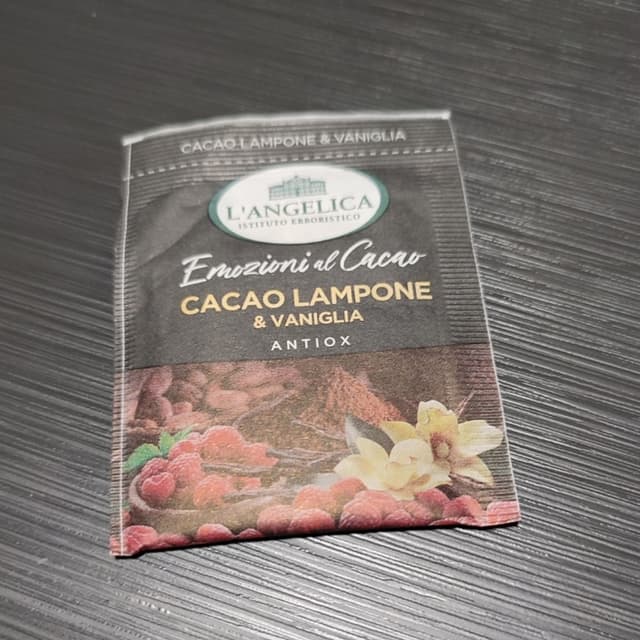 CACAO LAMPONE & VANIGLIA
L'ANGELICA
ISTITUTO ERBORISTICO
Emozioni al Cacao
CACAO LAMPONE
& VANIGLIA
ANTIOX